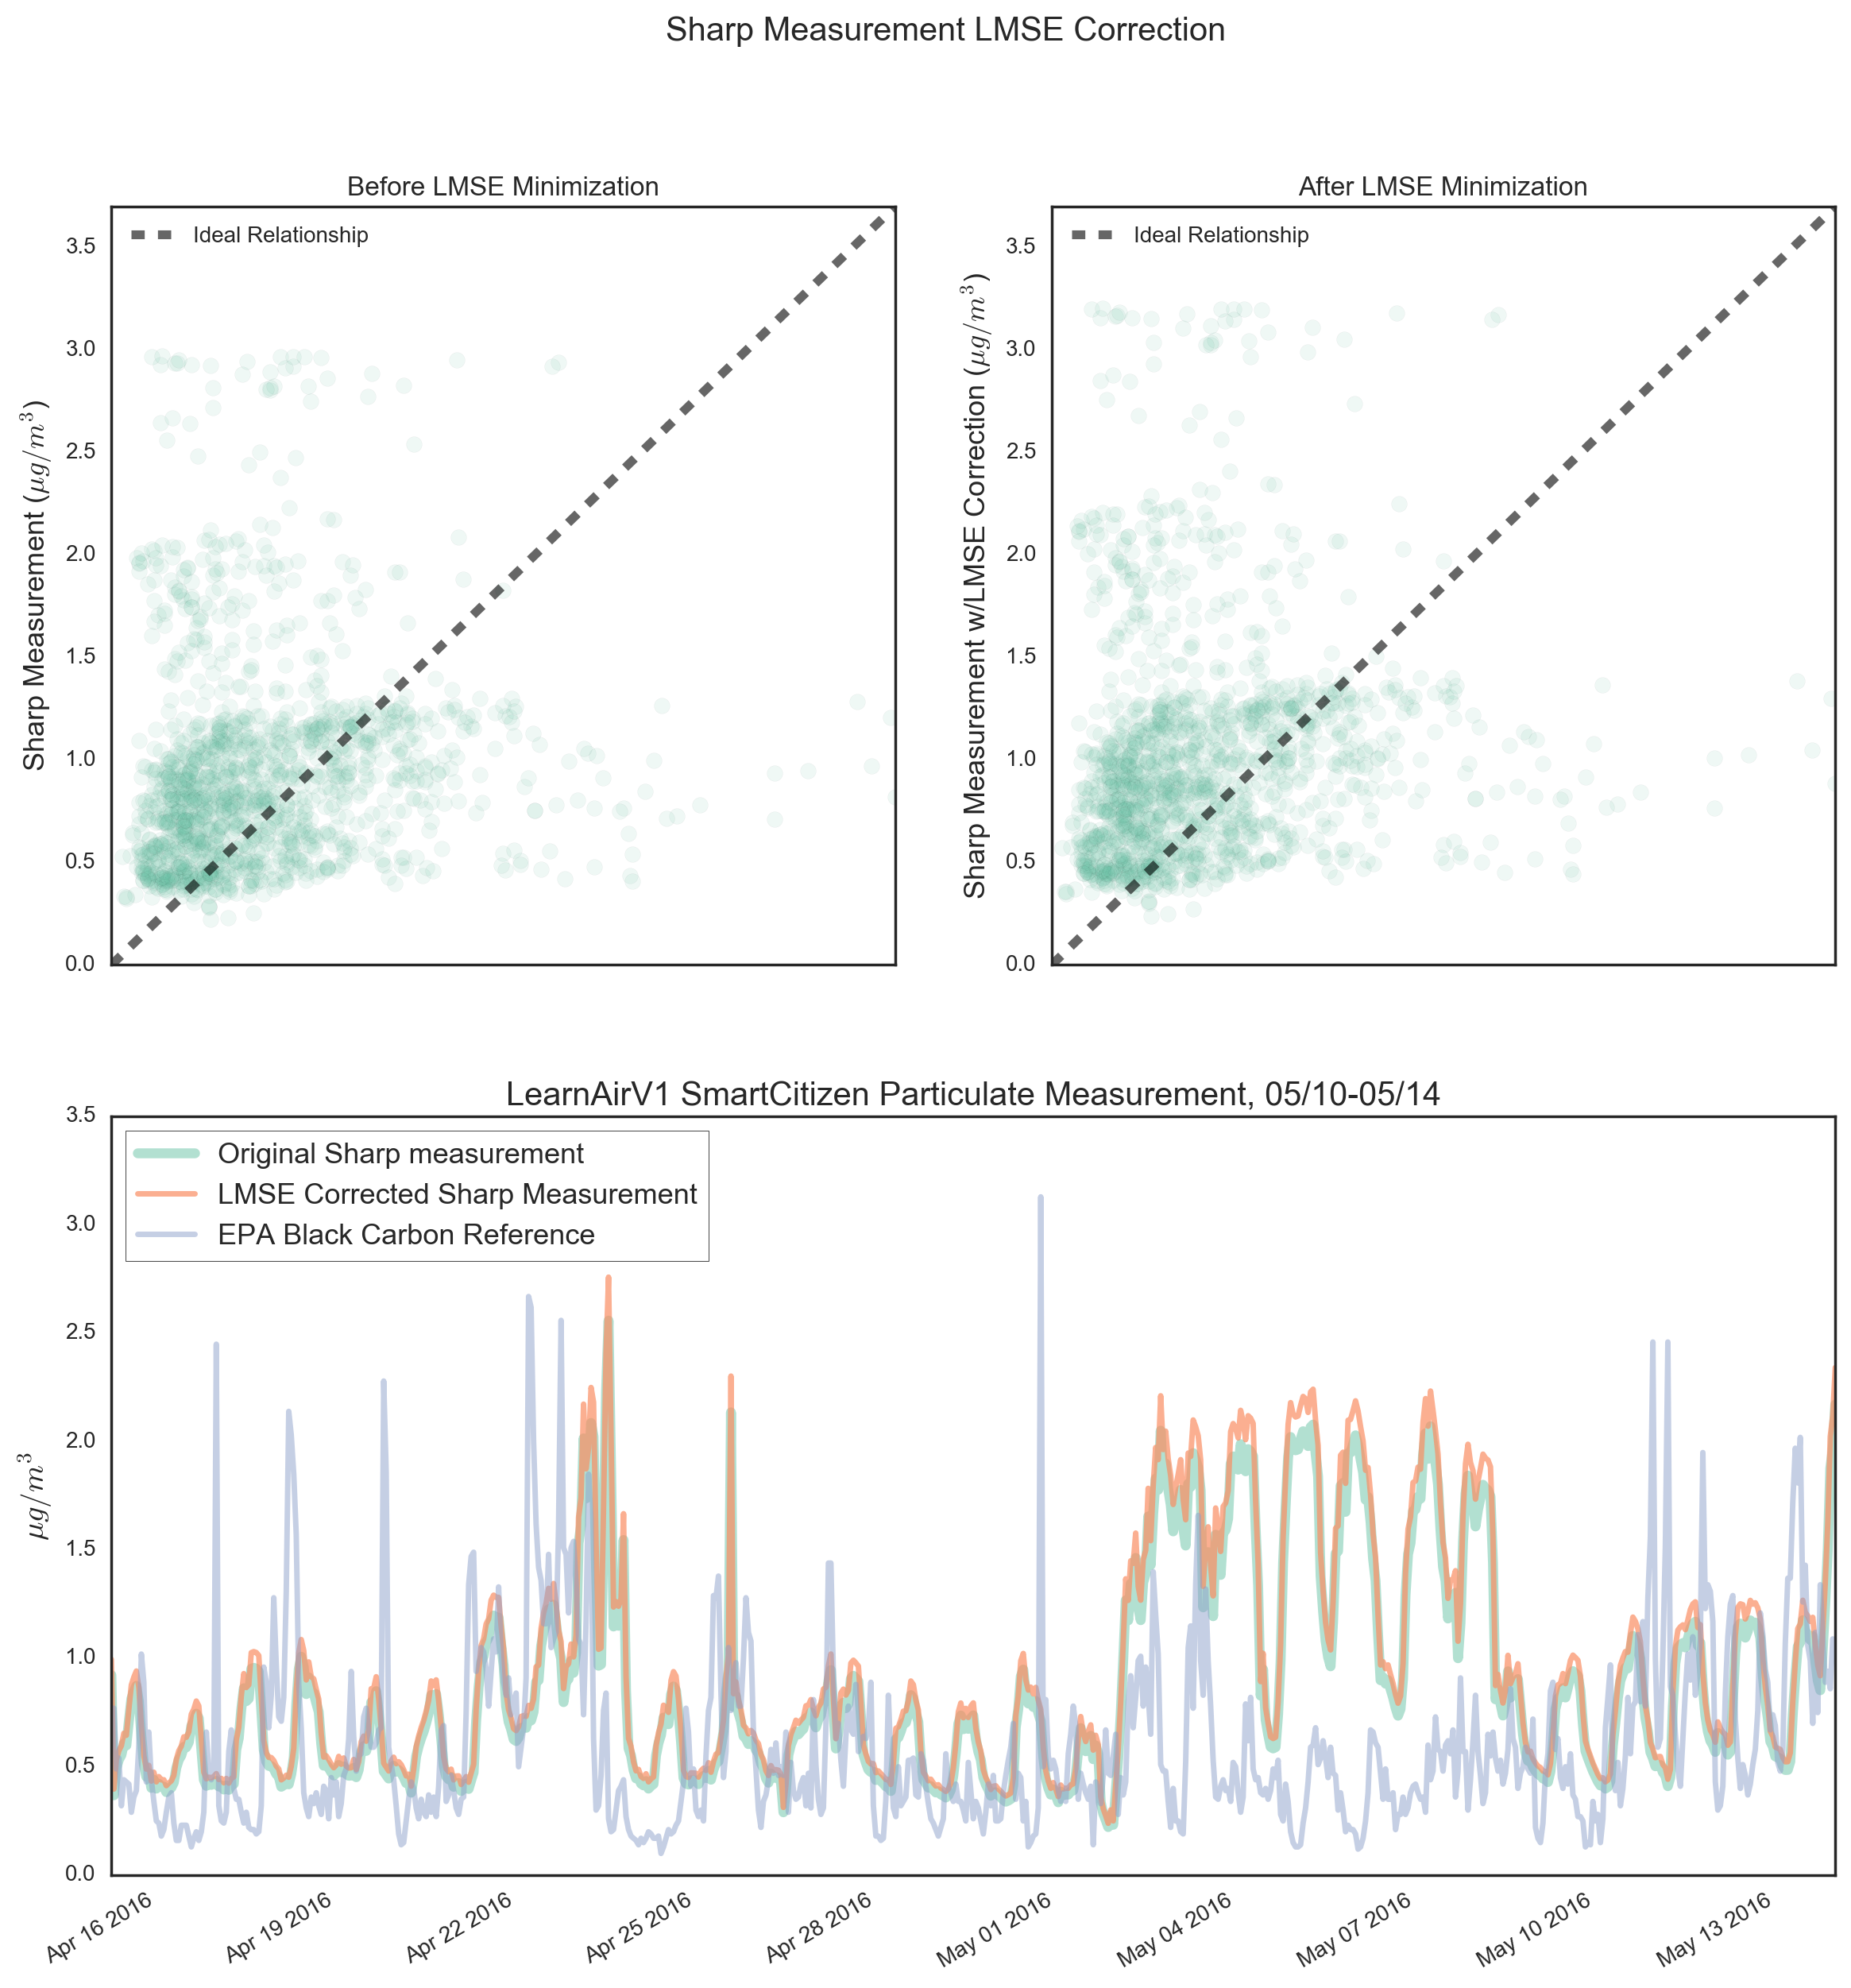 Sharp Measurement LMSE Correction
Before LMSE Minimization
Ideal Relationship
Sharp Measurement (μg/m³)
3.5
3.0
2.5
2.0
1.5
1.0
0.5
0.0
After LMSE Minimization
Ideal Relationship
Sharp Measurement w/LMSE Correction (μg/m³)
3.5
3.0
2.5
2.0
1.5
1.0
0.5
0.0
LearnAirV1 SmartCitizen Particulate Measurement, 05/10-05/14
Original Sharp measurement
LMSE Corrected Sharp Measurement
EPA Black Carbon Reference
μg/m³
3.5
3.0
2.5
2.0
1.5
1.0
0.5
0.0
Apr 16 2016
Apr 19 2016
Apr 22 2016
Apr 25 2016
Apr 28 2016
May 01 2016
May 04 2016
May 07 2016
May 10 2016
May 13 2016